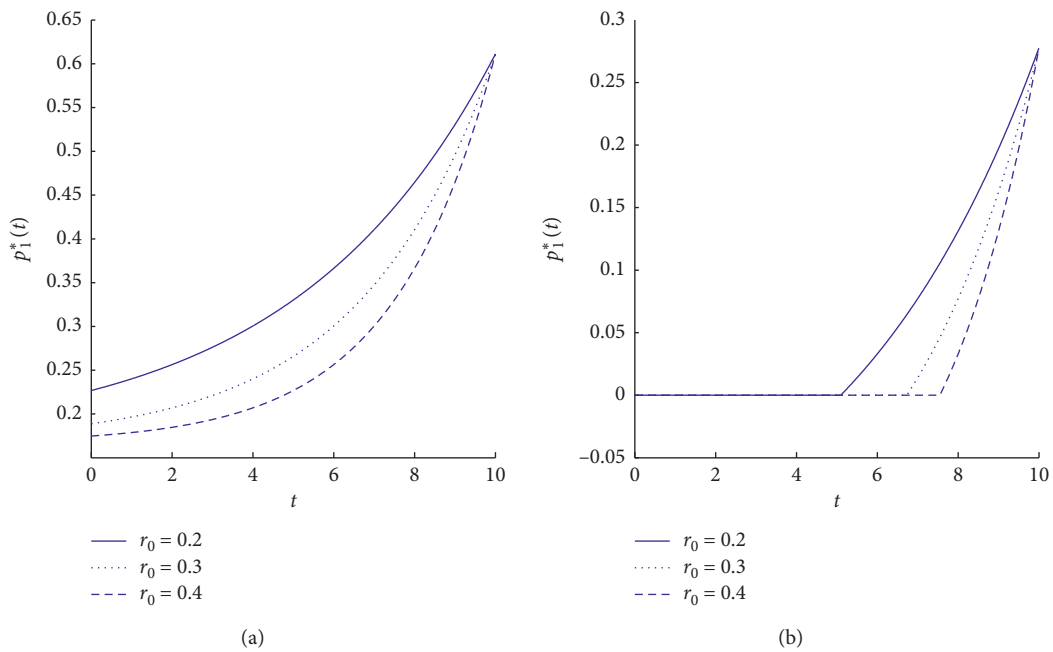 0.65
0.6
0.55
0.5
0.45
0.4
0.35
0.3
0.25
0.2
p₁*(t)
0 2 4 6 8 10
t
r₀ = 0.2
r₀ = 0.3
r₀ = 0.4
(a)
0.3
0.25
0.2
0.15
0.1
0.05
0
−0.05
p₁*(t)
0 2 4 6 8 10
t
r₀ = 0.2
r₀ = 0.3
r₀ = 0.4
(b)